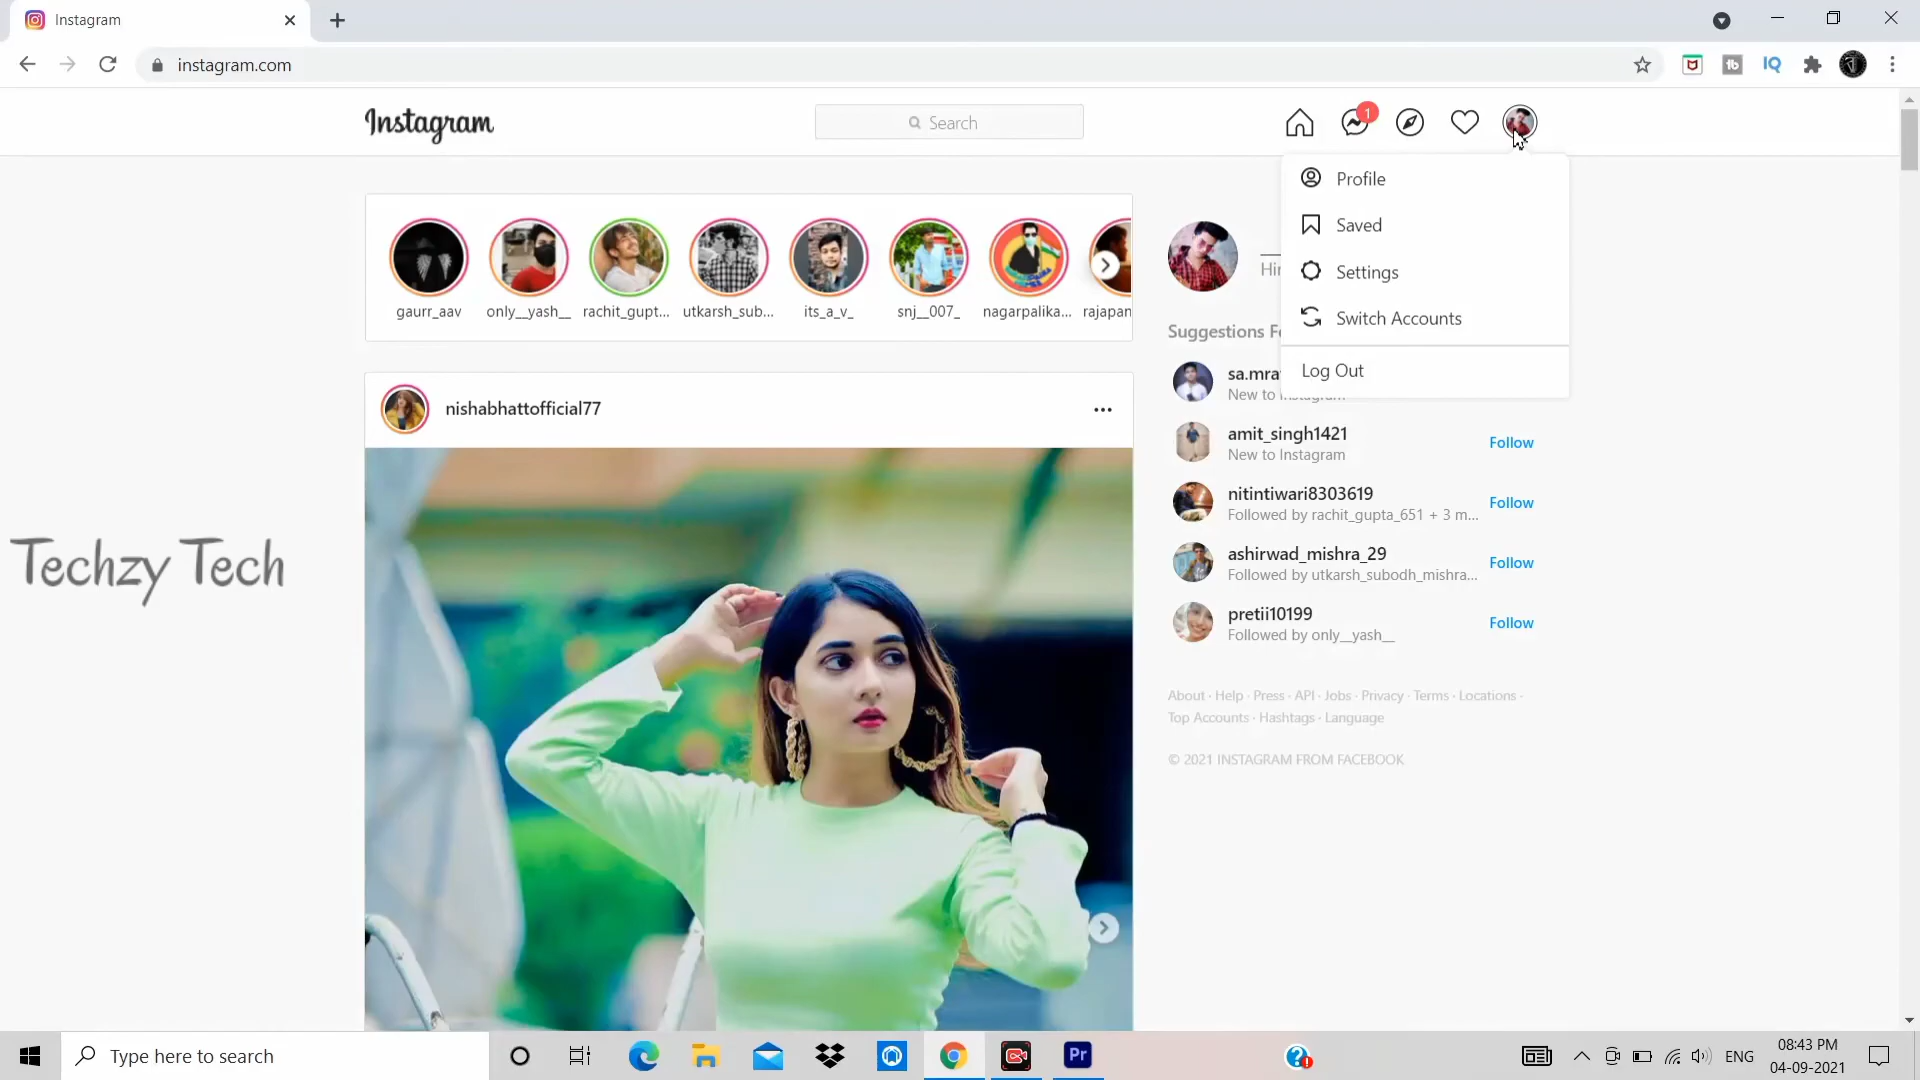 Instagram
instagram.com
Instagram
Search
1
Profile
Saved
Settings
Switch Accounts
Log Out
gaurr_aav
only__yash__
rachit_gupt...
utkarsh_sub...
its_a_v_
snj__007_
nagarpalika...
rajapan
Suggestions Fo
sa.mra
New to Instagram
nishabhattofficial77
amit_singh1421
New to Instagram
Follow
nitintiwari8303619
Followed by rachit_gupta_651 + 3 m...
Follow
ashirwad_mishra_29
Followed by utkarsh_subodh_mishra...
Follow
pretii10199
Followed by only__yash__
Follow
About · Help · Press · API · Jobs · Privacy · Terms · Locations ·
Top Accounts · Hashtags · Language
© 2021 INSTAGRAM FROM FACEBOOK
Techzy Tech
Type here to search
Pr
ENG
08:43 PM
04-09-2021